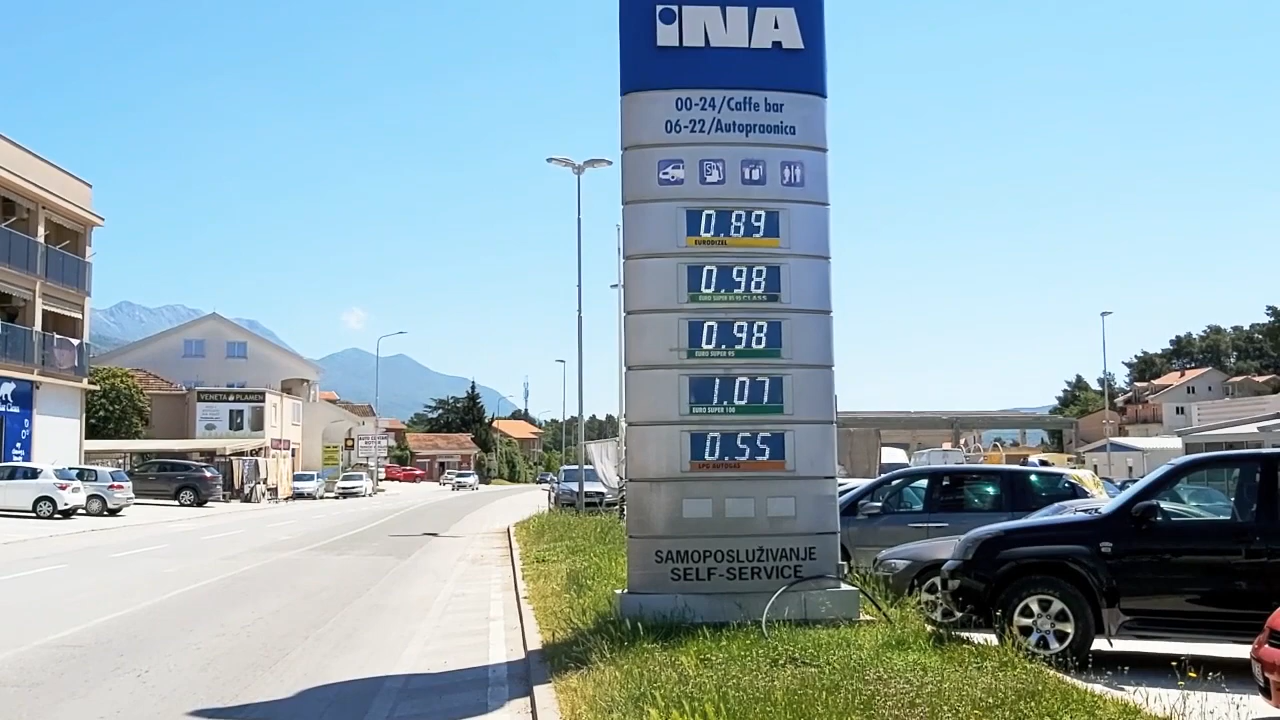 INA
00-24/Caffe bar
06-22/Autopraonica
0.89
EURODIZEL
0.98
EURO SUPER 95 CLASS
0.98
EURO SUPER 95
1.07
EURO SUPER 100
0.55
LPG AUTOGAS
SAMOPOSLUŽIVANJE
SELF-SERVICE
VENETA PLAMEN